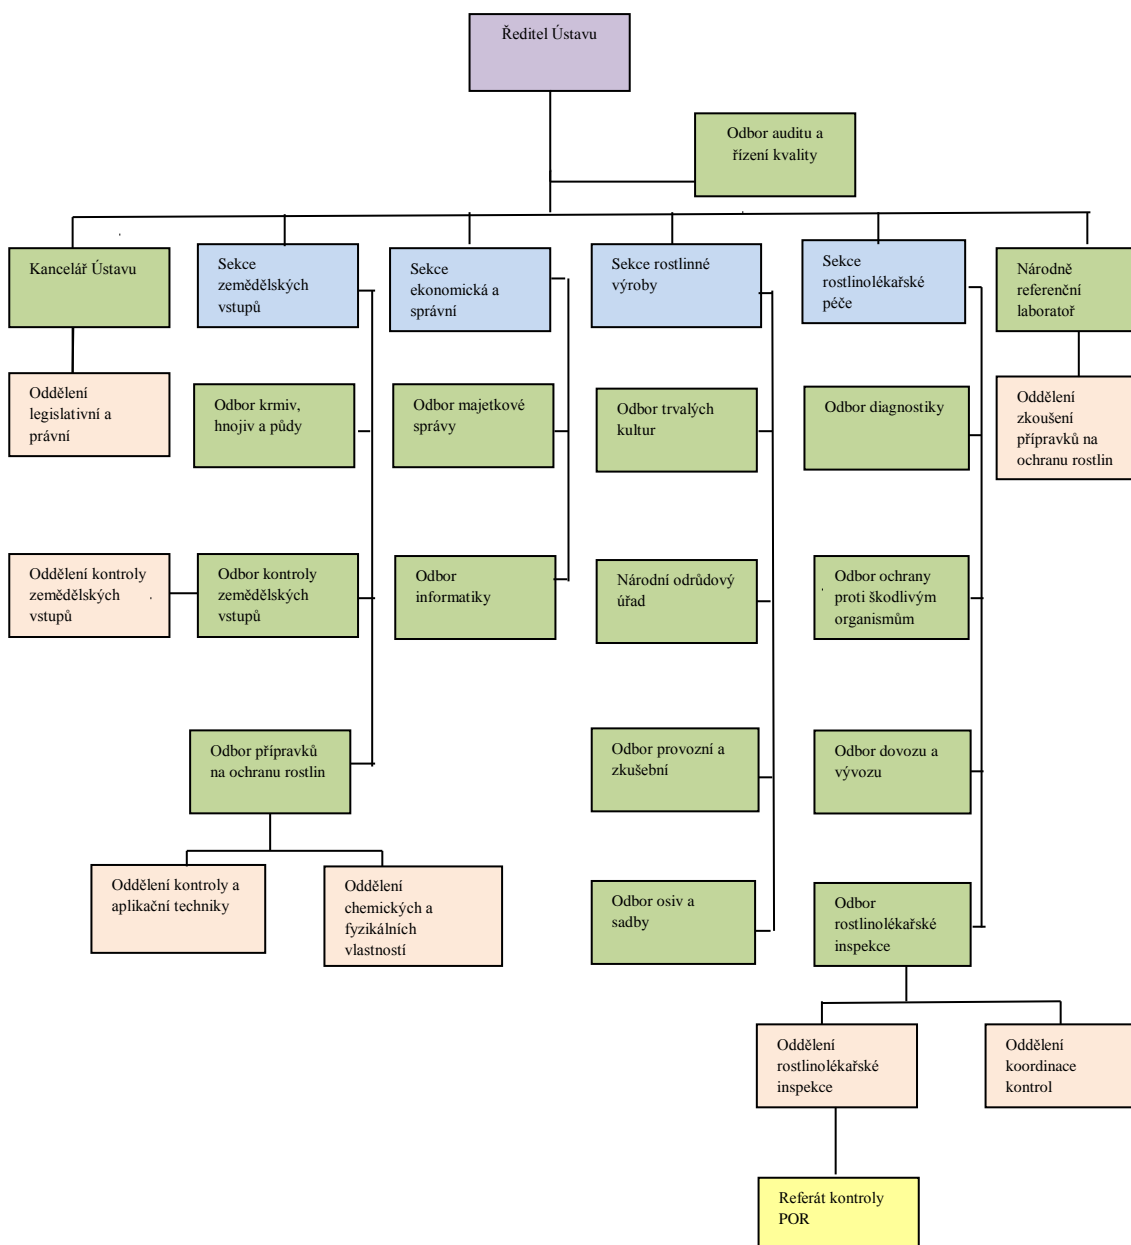 Ředitel Ústavu
Odbor auditu a
řízení kvality
Kancelář Ústavu
Sekce
zemědělských
vstupů
Sekce
ekonomická a
správní
Sekce rostlinné
výroby
Sekce
rostlinolékařské
péče
Národně
referenční
laboratoř
Oddělení
legislativní a
právní
Odbor krmiv,
hnojiv a půdy
Odbor majetkové
správy
Odbor trvalých
kultur
Odbor diagnostiky
Oddělení
zkoušení
přípravků na
ochranu rostlin
Oddělení kontroly
zemědělských
vstupů
Odbor kontroly
zemědělských
vstupů
Odbor
informatiky
Národní odrůdový
úřad
Odbor ochrany
proti škodlivým
organismům
Odbor přípravků
na ochranu rostlin
Odbor provozní a
zkušební
Odbor dovozu a
vývozu
Oddělení kontroly a
aplikační techniky
Oddělení
chemických a
fyzikálních
vlastností
Odbor osiv a
sadby
Odbor
rostlinolékařské
inspekce
Oddělení
rostlinolékařské
inspekce
Oddělení
koordinace
kontrol
Referát kontroly
POR